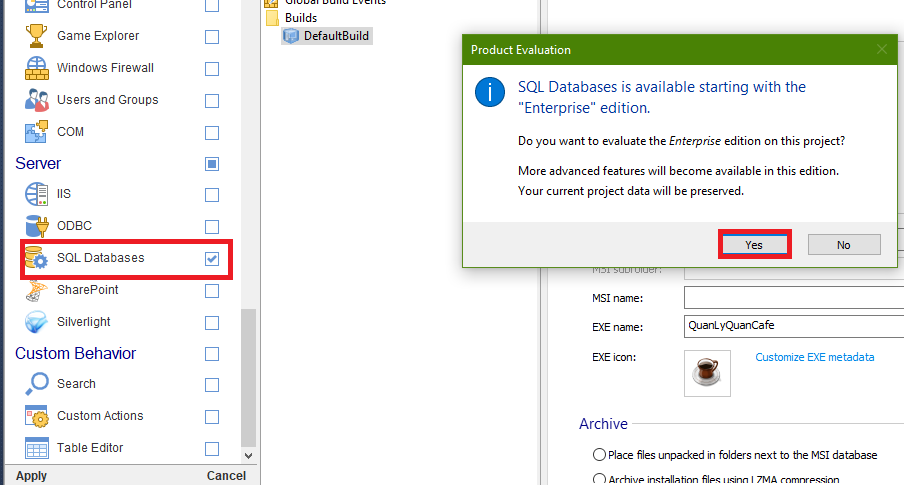 Control Panel
Game Explorer
Windows Firewall
Users and Groups
COM
Server
IIS
ODBC
SQL Databases
SharePoint
Silverlight
Custom Behavior
Search
Custom Actions
Table Editor
Apply Cancel
Global Build Events
Builds
DefaultBuild
Product Evaluation
SQL Databases is available starting with the
"Enterprise" edition.
Do you want to evaluate the Enterprise edition on this project?
More advanced features will become available in this edition.
Your current project data will be preserved.
Yes No
MSI subfolder:
MSI name:
EXE name: QuanLyQuanCafe
EXE icon: Customize EXE metadata
Archive
Place files unpacked in folders next to the MSI database
Archive installation files using LZMA compression